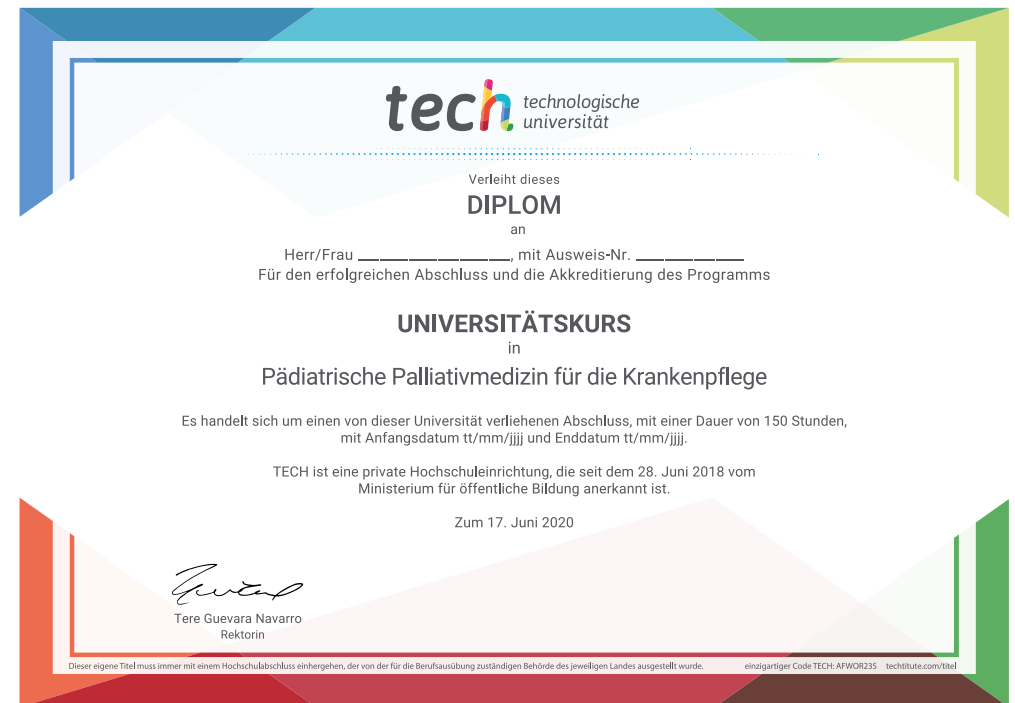 tech technologische
universität
Verleiht dieses
DIPLOM
an
Herr/Frau ____________________, mit Ausweis-Nr. ______________
Für den erfolgreichen Abschluss und die Akkreditierung des Programms
UNIVERSITÄTSKURS
in
Pädiatrische Palliativmedizin für die Krankenpflege
Es handelt sich um einen von dieser Universität verliehenen Abschluss, mit einer Dauer von 150 Stunden,
mit Anfangsdatum tt/mm/jjjj und Enddatum tt/mm/jjjj.
TECH ist eine private Hochschuleinrichtung, die seit dem 28. Juni 2018 vom
Ministerium für öffentliche Bildung anerkannt ist.
Zum 17. Juni 2020
Tere Guevara Navarro
Rektorin
Dieser eigene Titel muss immer mit einem Hochschulabschluss einhergehen, der von der für die Berufsausübung zuständigen Behörde des jeweiligen Landes ausgestellt wurde. einzigartiger Code TECH: AFWOR23S techtitute.com/titel